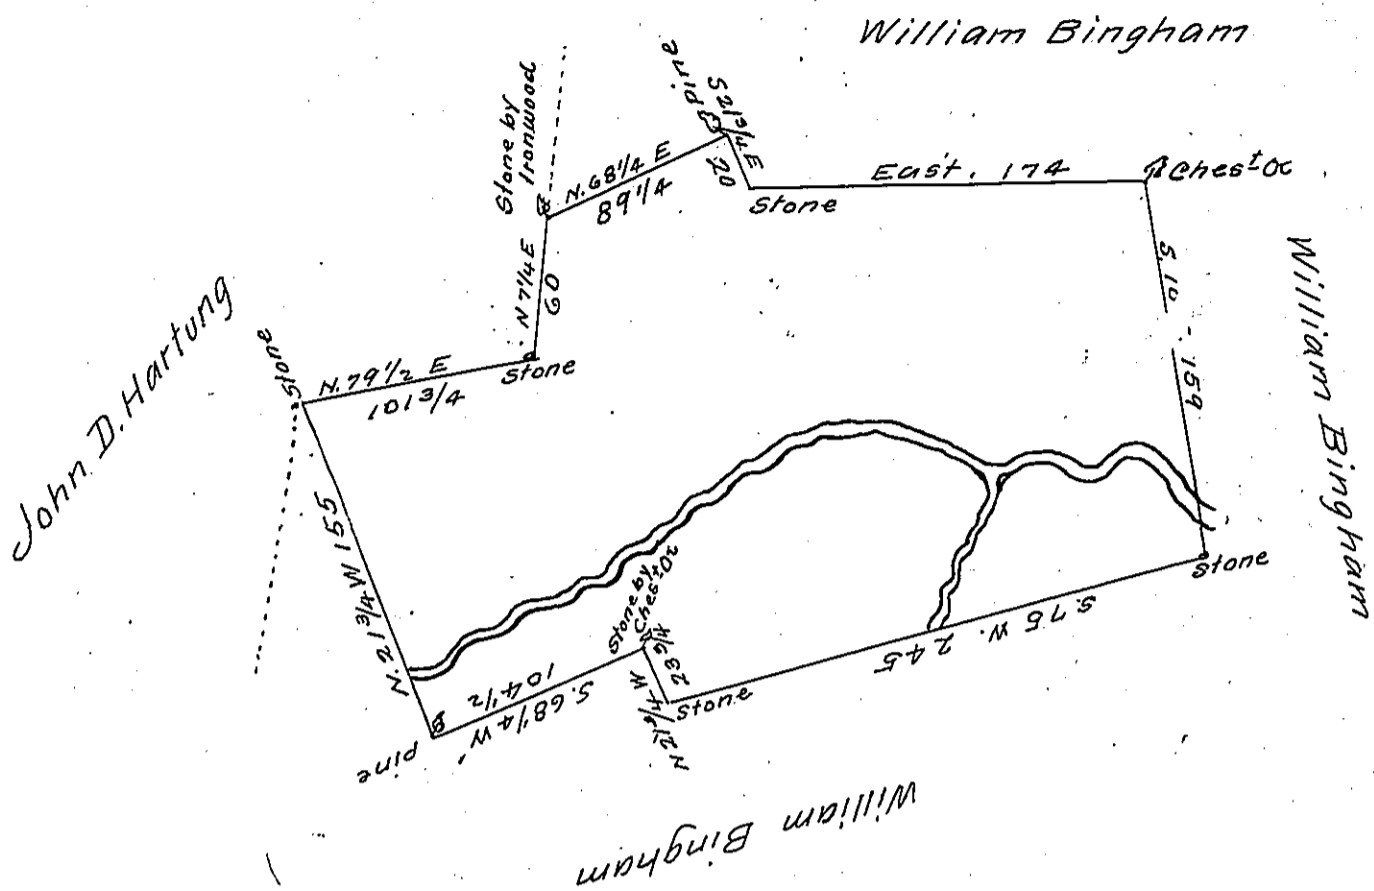 William Bingham
pine
S 21 3/4 E
20
Stone by
Ironwood
N. 68 1/4 E
89 1/4
East. 174
Stone
Chest Oc
N 7 1/4 E
60
Stone
N. 79 1/2 E
101 3/4
Stone
John D. Hartung
S. 10
159
William Bingham
N. 21 3/4 W 155
Stone by
Chest Oc
23 3/4
N 21 3/4 W
Stone
S. 75 W. 245
Stone
104 1/2
S. 68 1/4 W
pine
William Bingham